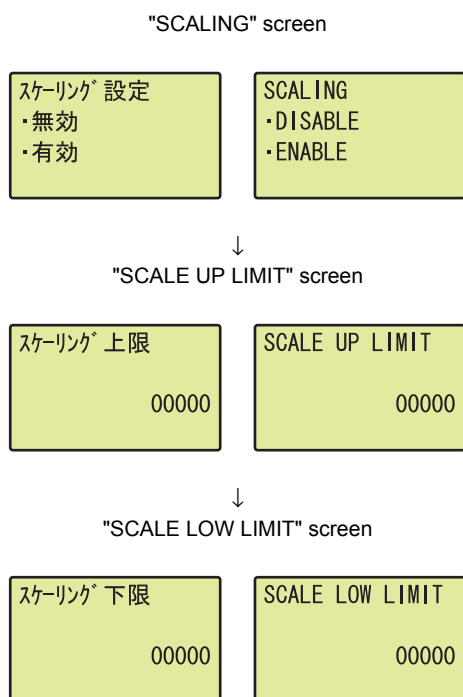 "SCALING" screen
ｽｹｰﾘﾝｸﾞ設定
・無効
・有効
SCALING
・DISABLE
・ENABLE
↓
"SCALE UP LIMIT" screen
ｽｹｰﾘﾝｸﾞ上限
00000
SCALE UP LIMIT
00000
↓
"SCALE LOW LIMIT" screen
ｽｹｰﾘﾝｸﾞ下限
00000
SCALE LOW LIMIT
00000